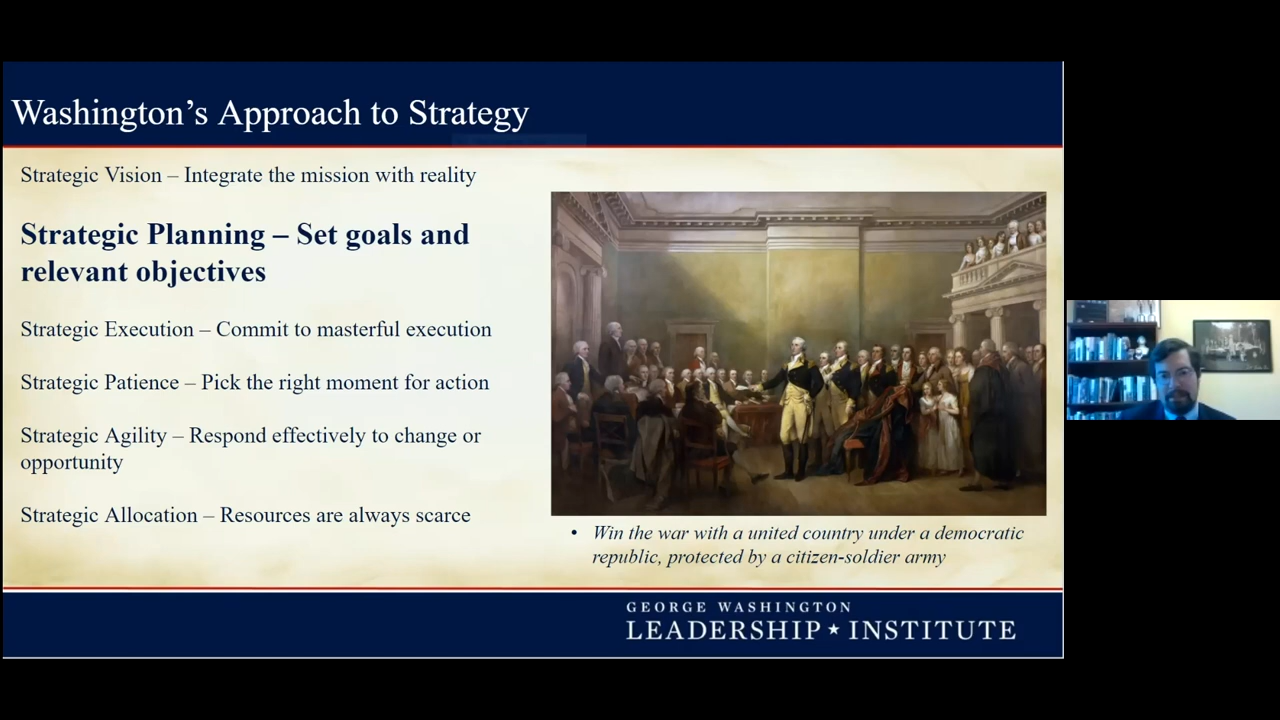 Washington's Approach to Strategy
Strategic Vision – Integrate the mission with reality
Strategic Planning – Set goals and
relevant objectives
Strategic Execution – Commit to masterful execution
Strategic Patience – Pick the right moment for action
Strategic Agility – Respond effectively to change or
opportunity
Strategic Allocation – Resources are always scarce
• Win the war with a united country under a democratic
republic, protected by a citizen-soldier army
GEORGE WASHINGTON
LEADERSHIP ★ INSTITUTE